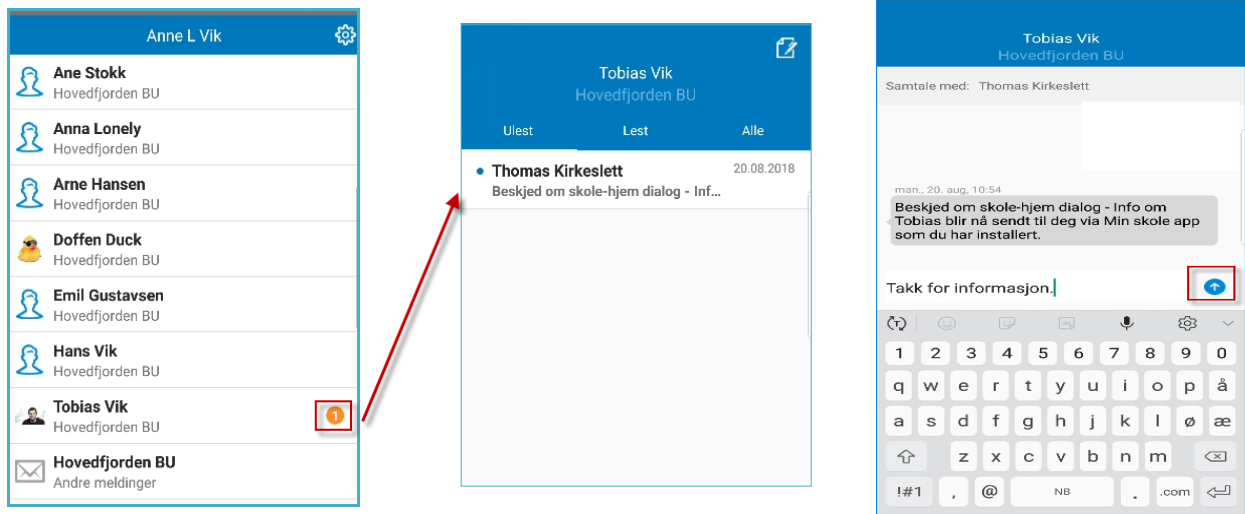 Anne L Vik
Ane Stokk
Hovedfjorden BU
Anna Lonely
Hovedfjorden BU
Arne Hansen
Hovedfjorden BU
Doffen Duck
Hovedfjorden BU
Emil Gustavsen
Hovedfjorden BU
Hans Vik
Hovedfjorden BU
Tobias Vik
Hovedfjorden BU
1
Hovedfjorden BU
Andre meldinger
Tobias Vik
Hovedfjorden BU
Ulest Lest Alle
Thomas Kirkeslett 20.08.2018
Beskjed om skole-hjem dialog - Inf...
Tobias Vik
Hovedfjorden BU
Samtale med: Thomas Kirkeslett
man., 20. aug, 10:54
Beskjed om skole-hjem dialog - Info om
Tobias blir nå sendt til deg via Min skole app
som du har installert.
Takk for informasjon.
1 2 3 4 5 6 7 8 9 0
q w e r t y u i o p å
a s d f g h j k l ø æ
z x c v b n m
!#1 , @ NB . .com